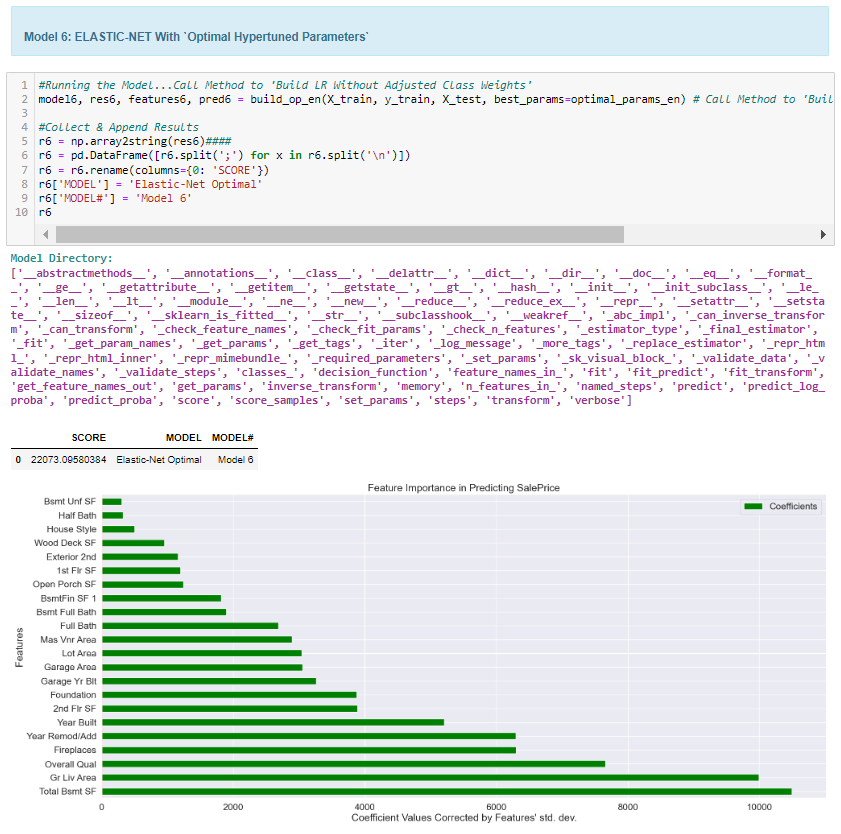 Model 6: ELASTIC-NET With `Optimal Hypertuned Parameters`
1 #Running the Model...Call Method to 'Build LR Without Adjusted Class Weights'
2 model6, res6, features6, pred6 = build_op_en(X_train, y_train, X_test, best_params=optimal_params_en) # Call Method to 'Buil
3
4 #Collect & Append Results
5 r6 = np.array2string(res6)####
6 r6 = pd.DataFrame([r6.split(';') for x in r6.split('\n')])
7 r6 = r6.rename(columns={0: 'SCORE'})
8 r6['MODEL'] = 'Elastic-Net Optimal'
9 r6['MODEL#'] = 'Model 6'
10 r6
Model Directory:
['__abstractmethods__', '__annotations__', '__class__', '__delattr__', '__dict__', '__dir__', '__doc__', '__eq__', '__format_
_', '__ge__', '__getattribute__', '__getitem__', '__getstate__', '__gt__', '__hash__', '__init__', '__init_subclass__', '__le_
_', '__len__', '__lt__', '__module__', '__ne__', '__new__', '__reduce__', '__reduce_ex__', '__repr__', '__setattr__', '__setsta
te__', '__sizeof__', '__sklearn_is_fitted__', '__str__', '__subclasshook__', '__weakref__', '_abc_impl', '_can_inverse_transfor
m', '_can_transform', '_check_feature_names', '_check_fit_params', '_check_n_features', '_estimator_type', '_final_estimator',
'_fit', '_get_param_names', '_get_params', '_get_tags', '_iter', '_log_message', '_more_tags', '_replace_estimator', '_repr_htm
l_', '_repr_html_inner', '_repr_mimebundle_', '_required_parameters', '_set_params', '_sk_visual_block_', '_validate_data', '_v
alidate_names', '_validate_steps', 'classes_', 'decision_function', 'feature_names_in_', 'fit', 'fit_predict', 'fit_transform',
'get_feature_names_out', 'get_params', 'inverse_transform', 'memory', 'n_features_in_', 'named_steps', 'predict', 'predict_log_
proba', 'predict_proba', 'score', 'score_samples', 'set_params', 'steps', 'transform', 'verbose']
SCORE MODEL MODEL#
0 22073.09580384 Elastic-Net Optimal Model 6
Feature Importance in Predicting SalePrice
Coefficients
Features
Bsmt Unf SF
Half Bath
House Style
Wood Deck SF
Exterior 2nd
1st Flr SF
Open Porch SF
BsmtFin SF 1
Bsmt Full Bath
Full Bath
Mas Vnr Area
Lot Area
Garage Area
Garage Yr Blt
Foundation
2nd Flr SF
Year Built
Year Remod/Add
Fireplaces
Overall Qual
Gr Liv Area
Total Bsmt SF
0 2000 4000 6000 8000 10000
Coefficient Values Corrected by Features' std. dev.